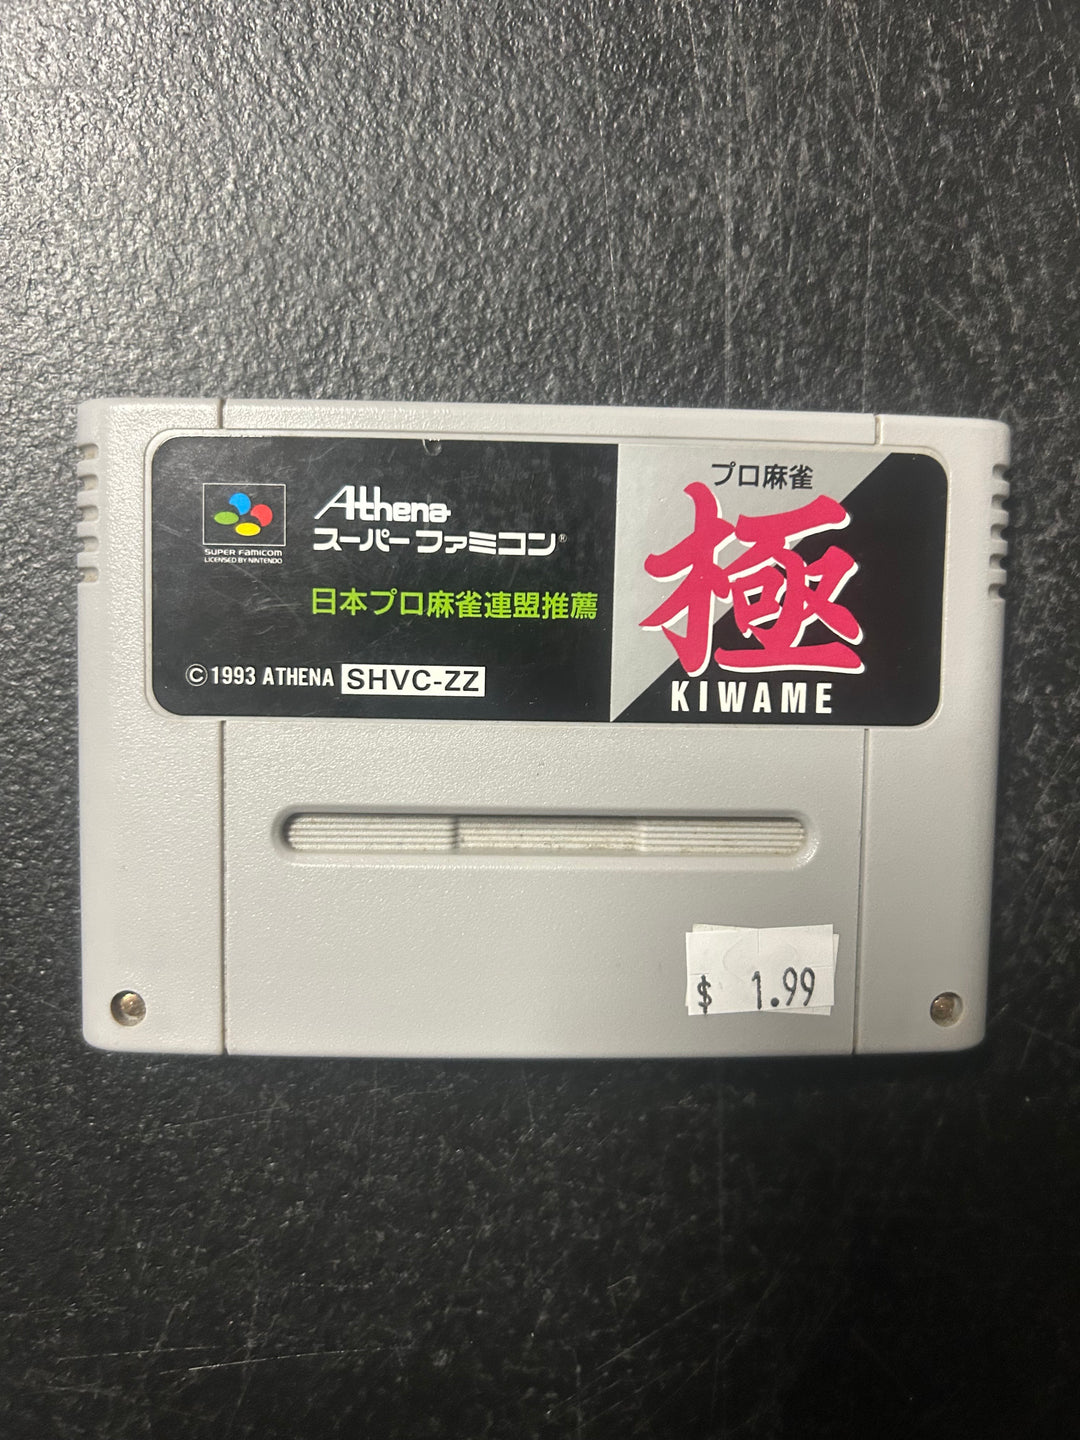 SUPER FAMICOM
LICENSED BY NINTENDO
Athena
スーパーファミコン®
日本プロ麻雀連盟推薦
©1993 ATHENA SHVC-ZZ
プロ麻雀
極
KIWAME
$ 1.99